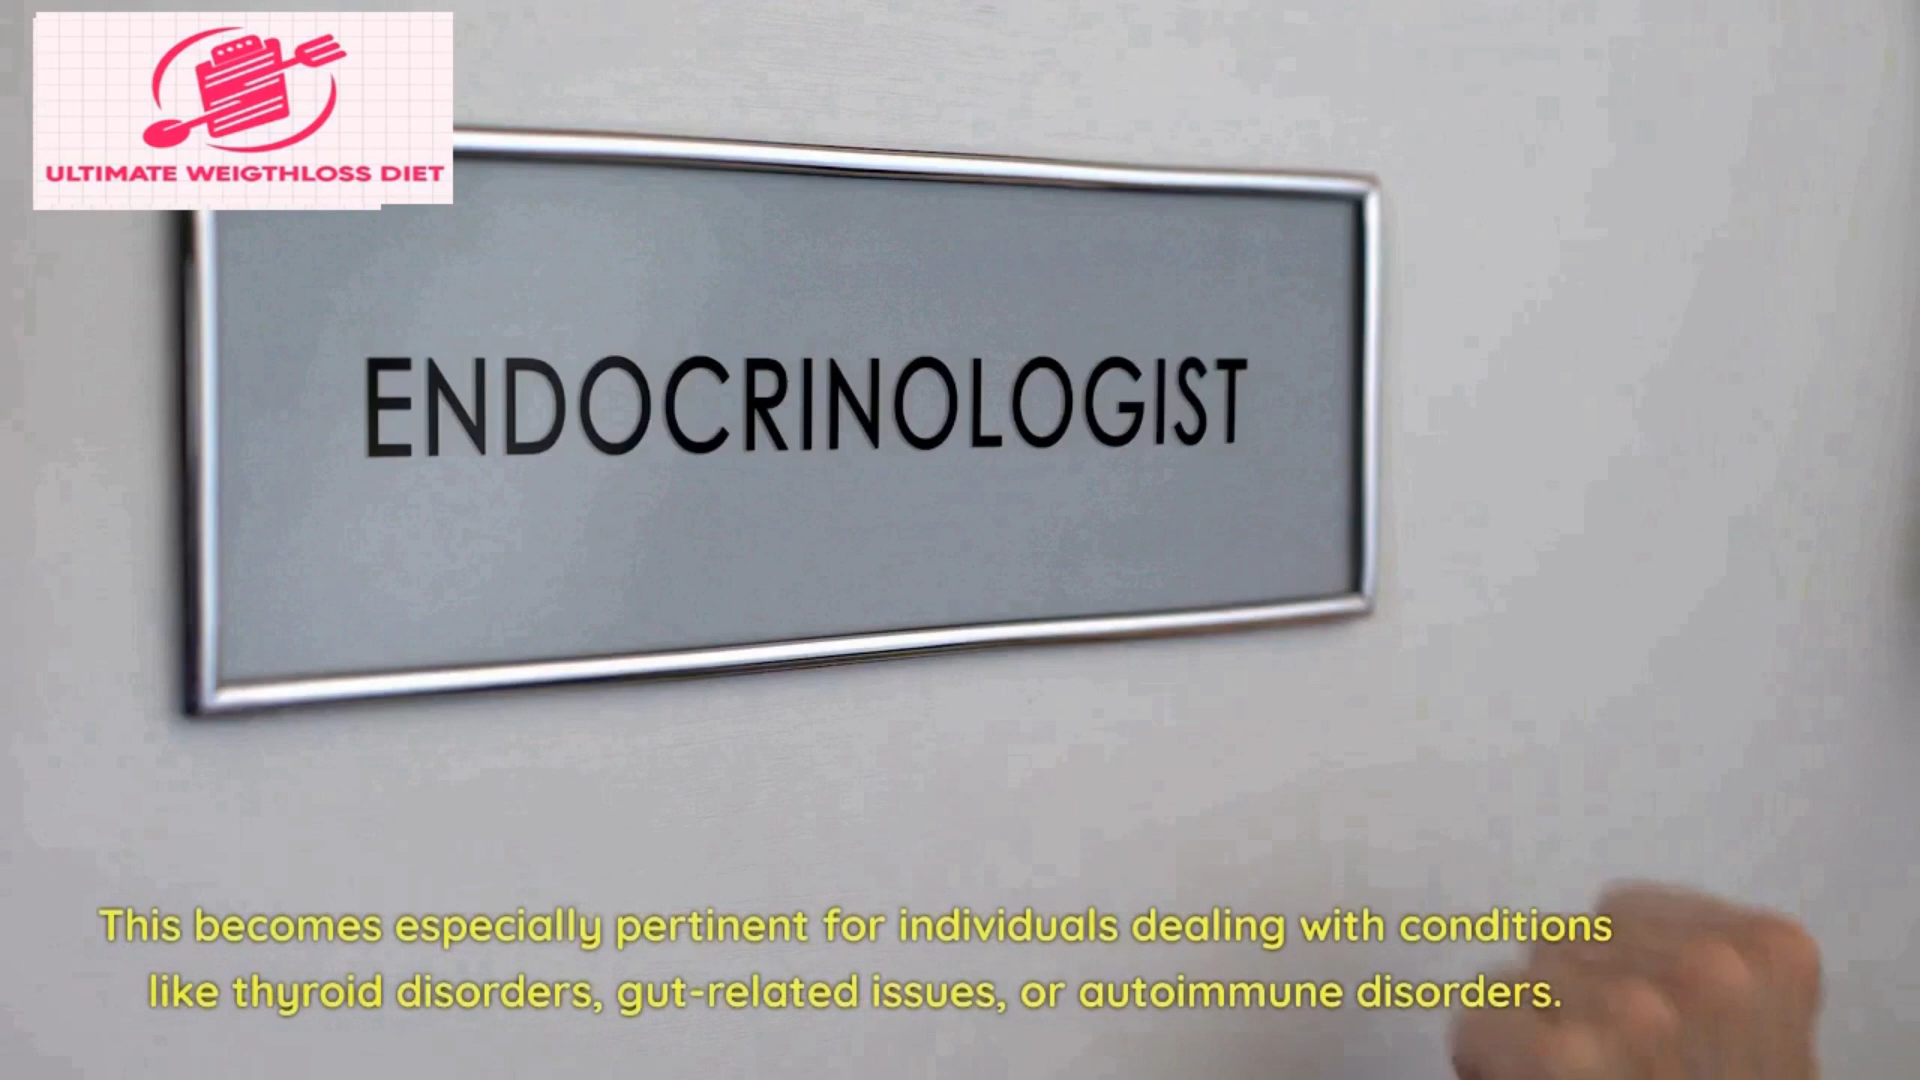 ULTIMATE WEIGTHLOSS DIET
ENDOCRINOLOGIST
This becomes especially pertinent for individuals dealing with conditions
like thyroid disorders, gut-related issues, or autoimmune disorders.